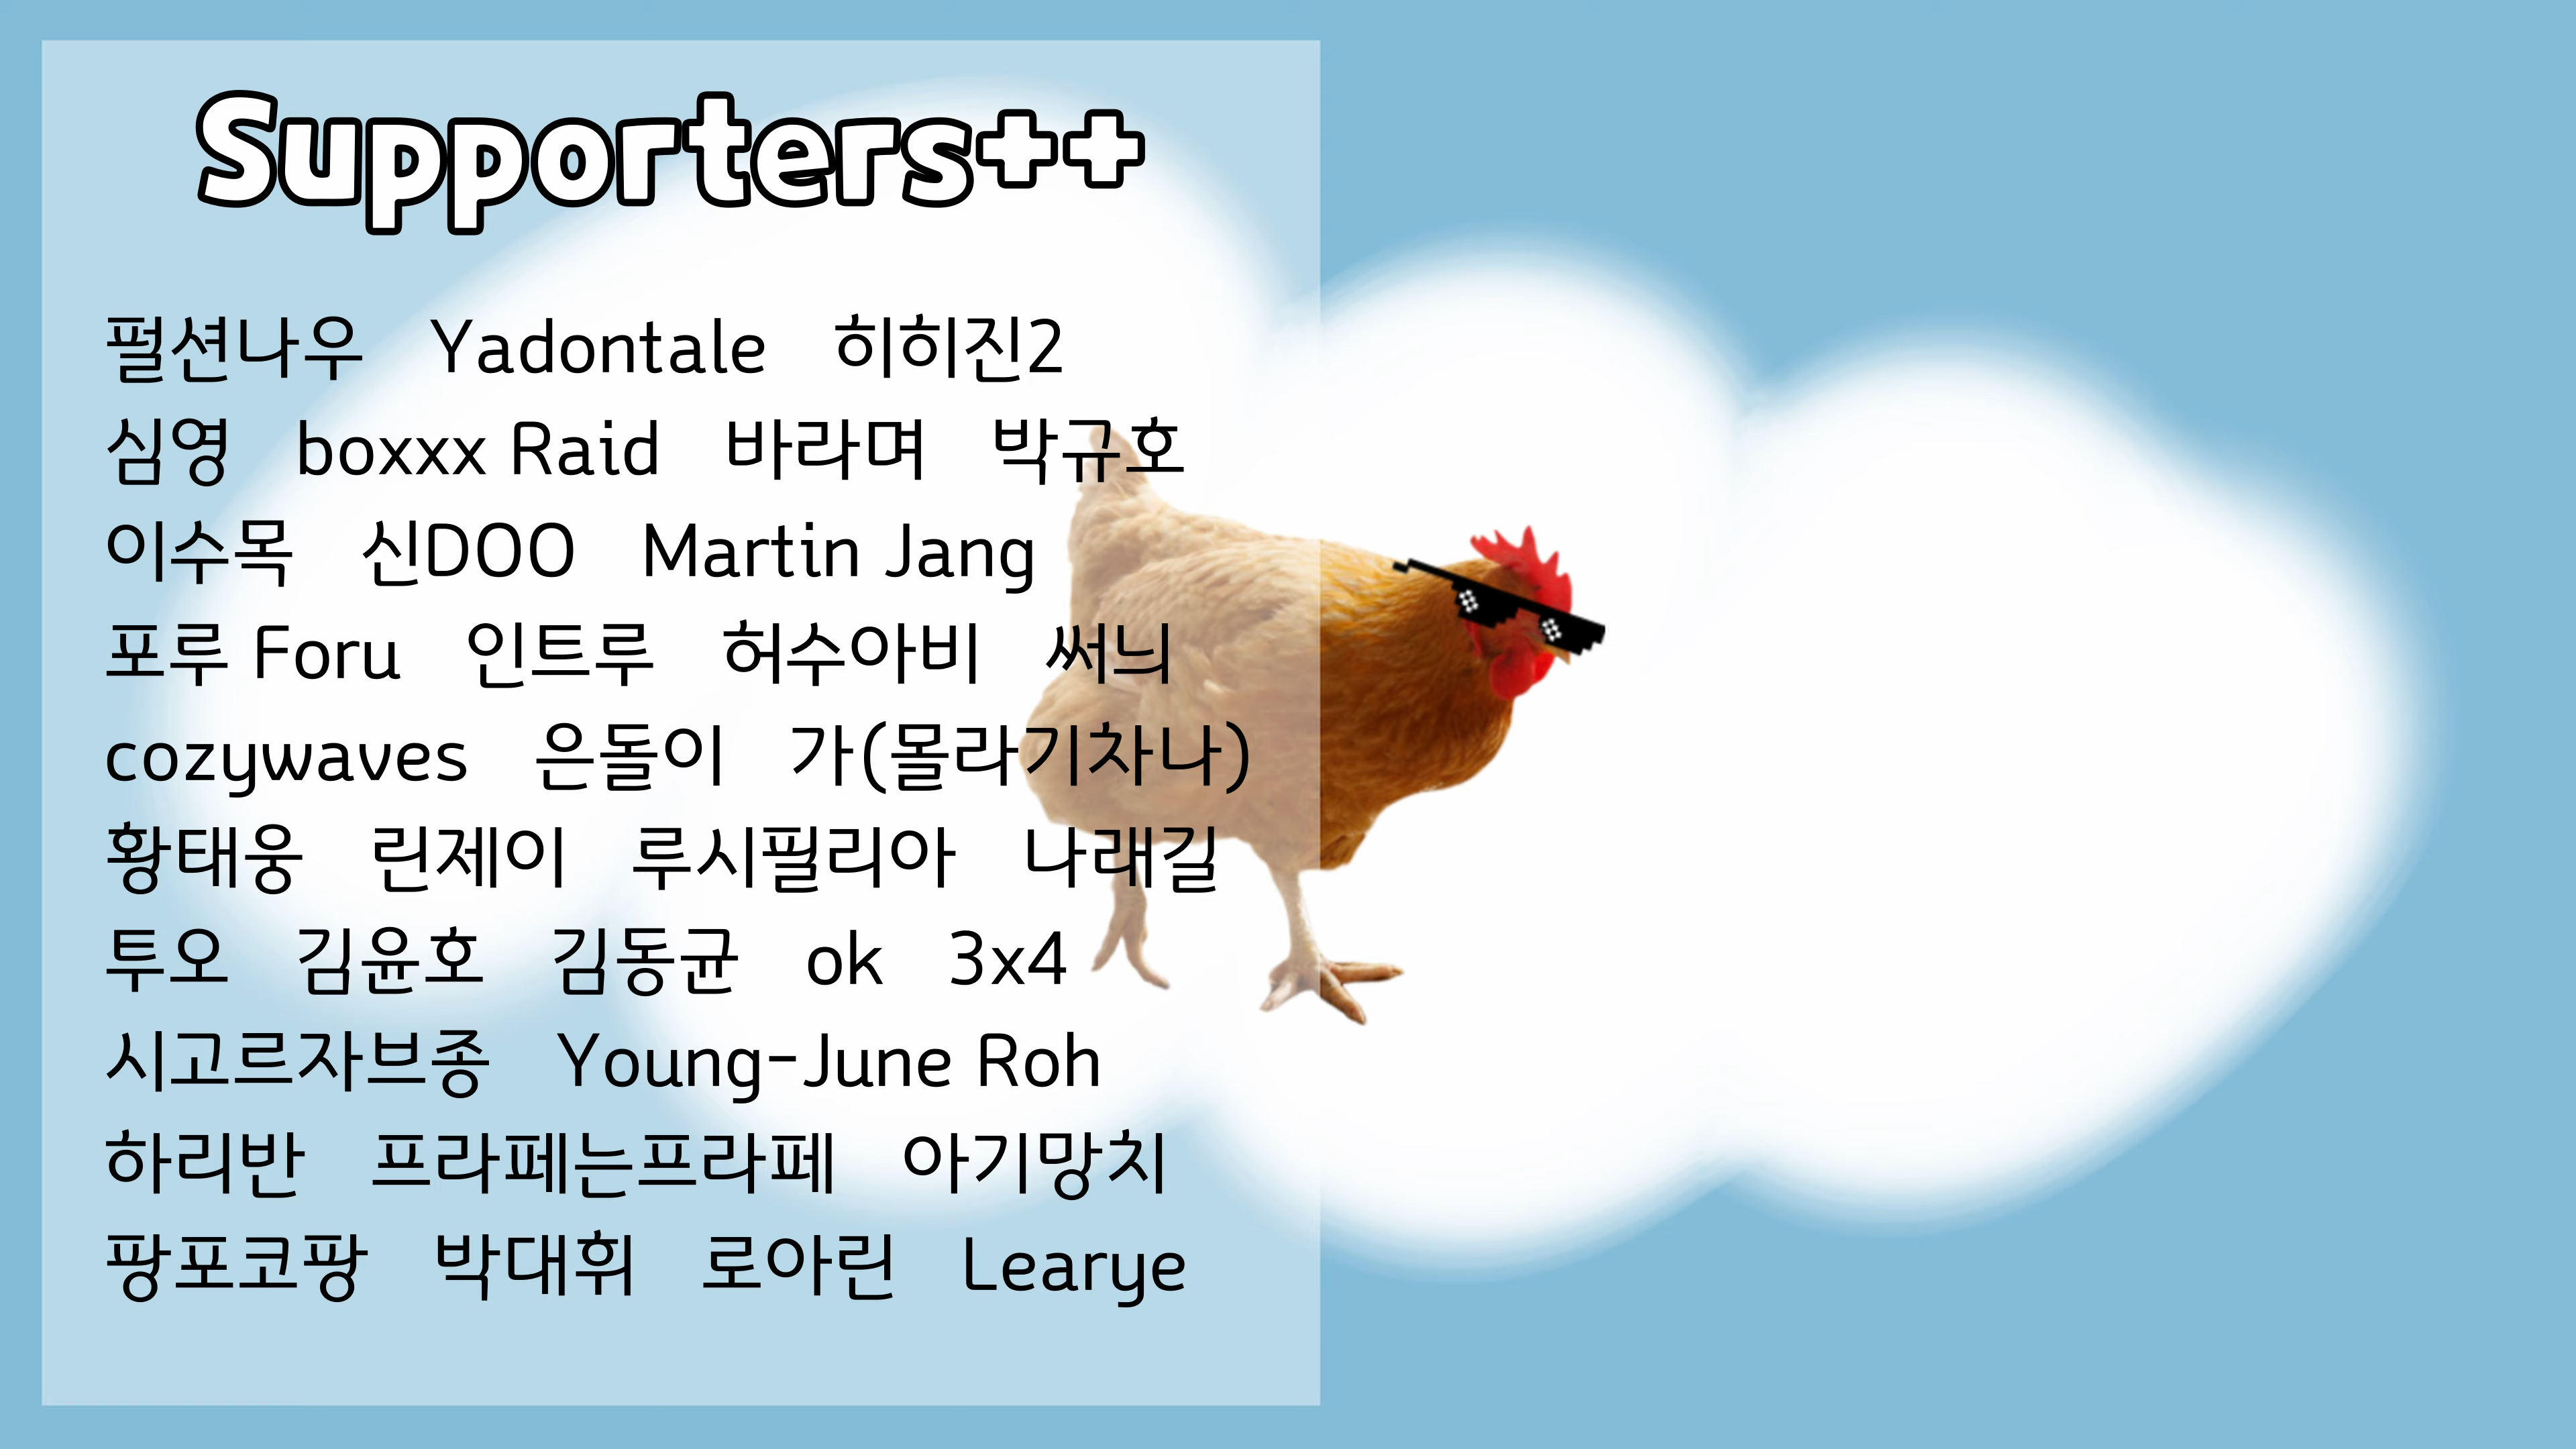 Supporters++
펄션나우 Yadontale 히히진2
심영 boxxx Raid 바라며 박규호
이수목 신DOO Martin Jang
포루 Foru 인트루 허수아비 써늬
cozywaves 은돌이 가(몰라기차나)
황태웅 린제이 루시필리아 나래길
투오 김윤호 김동균 ok 3x4
시고르자브종 Young-June Roh
하리반 프라페는프라페 아기망치
팡포코팡 박대휘 로아린 Learye